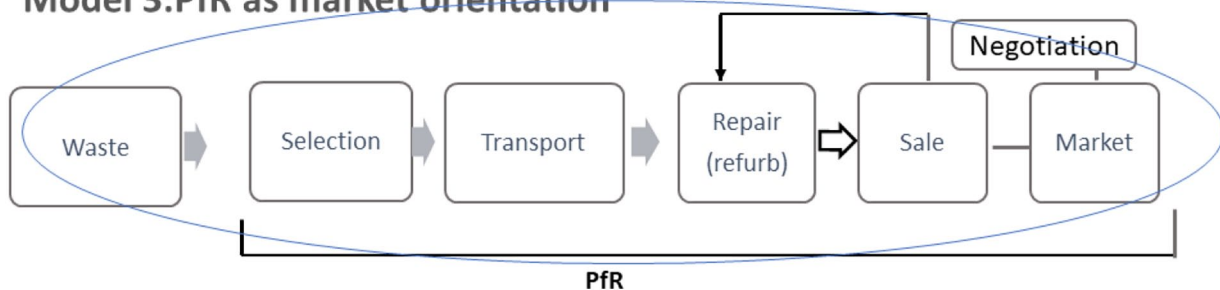 Model 3:PfR as market orientation
Negotiation
Waste
Selection
Transport
Repair
(refurb)
Sale
Market
PfR